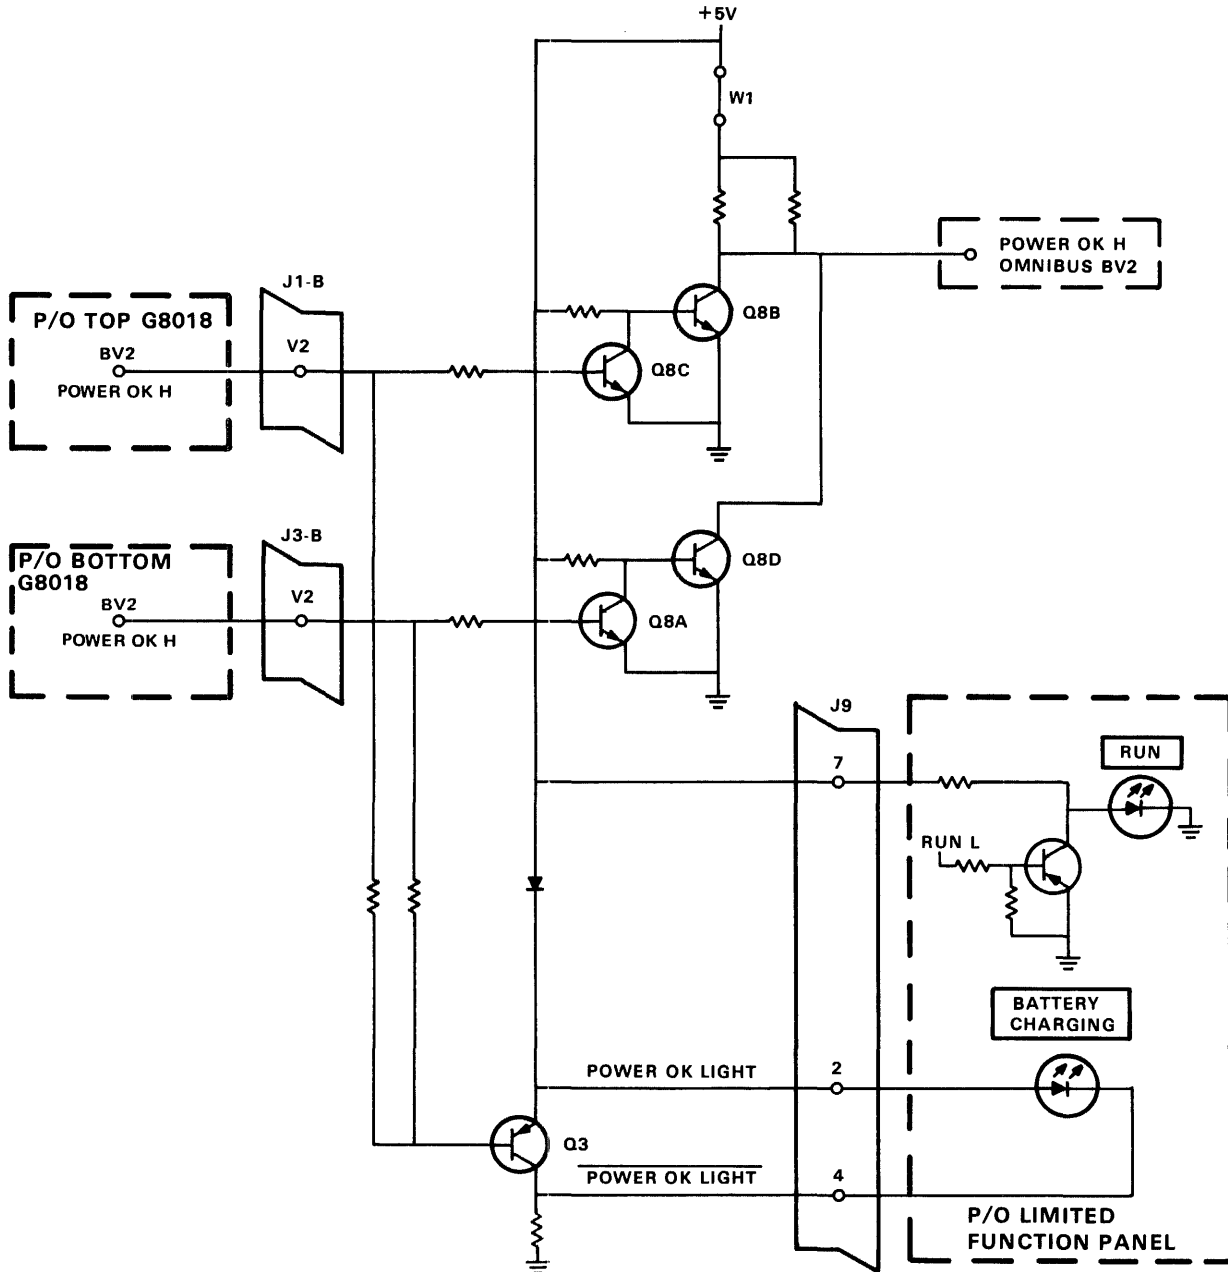 +5V
W1
POWER OK H
OMNIBUS BV2
J1-B
P/O TOP G8018
BV2
V2
POWER OK H
Q8B
Q8C
J3-B
P/O BOTTOM
G8018
BV2
V2
POWER OK H
Q8D
Q8A
J9
7
RUN
RUN L
BATTERY
CHARGING
POWER OK LIGHT
2
Q3
POWER OK LIGHT
4
P/O LIMITED
FUNCTION PANEL